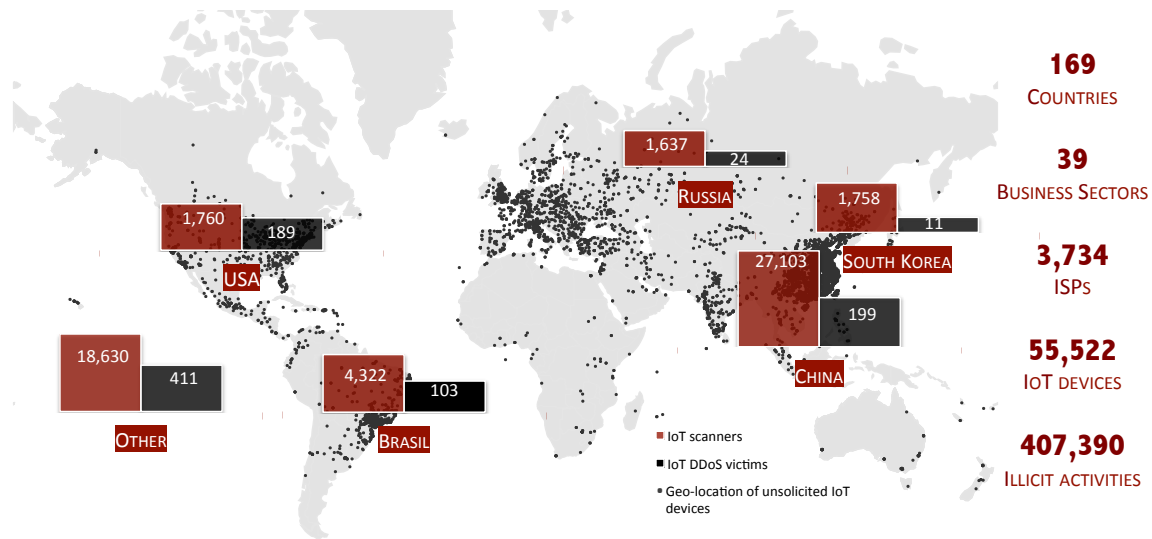 169
COUNTRIES
1,637
24
39
BUSINESS SECTORS
RUSSIA
1,758
11
1,760
189
3,734
ISPS
SOUTH KOREA
27,103
199
USA
18,630
411
4,322
103
55,522
IOT DEVICES
CHINA
OTHER
BRASIL
IoT scanners
407,390
ILLICIT ACTIVITIES
IoT DDoS victims
Geo-location of unsolicited IoT
devices